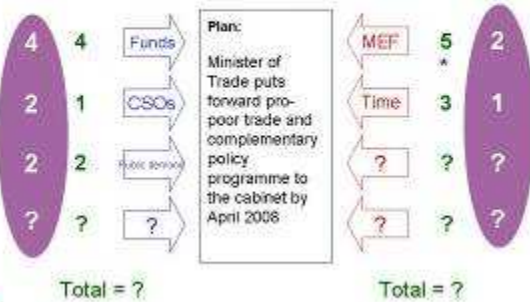 4 4 Funds
2 1 CSOs
2 2 Public demand
? ? ?
Total = ?
Plan:
Minister of
Trade puts
forward pro-
poor trade and
complementary
policy
programme to
the cabinet by
April 2008
MEF 5 2
*
Time 3 1
? ? ?
? ? ?
Total = ?